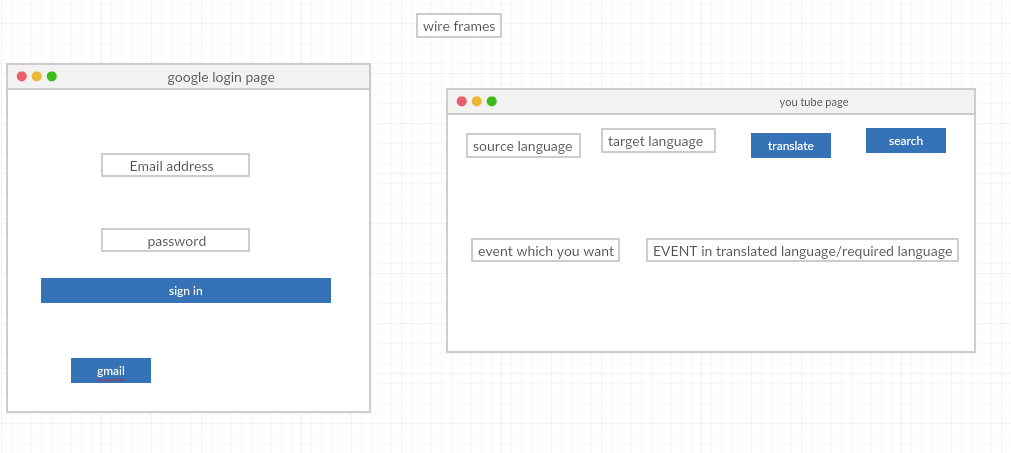 wire frames
google login page
Email address
password
sign in
gmail
you tube page
source language
target language
translate
search
event which you want
EVENT in translated language/required language